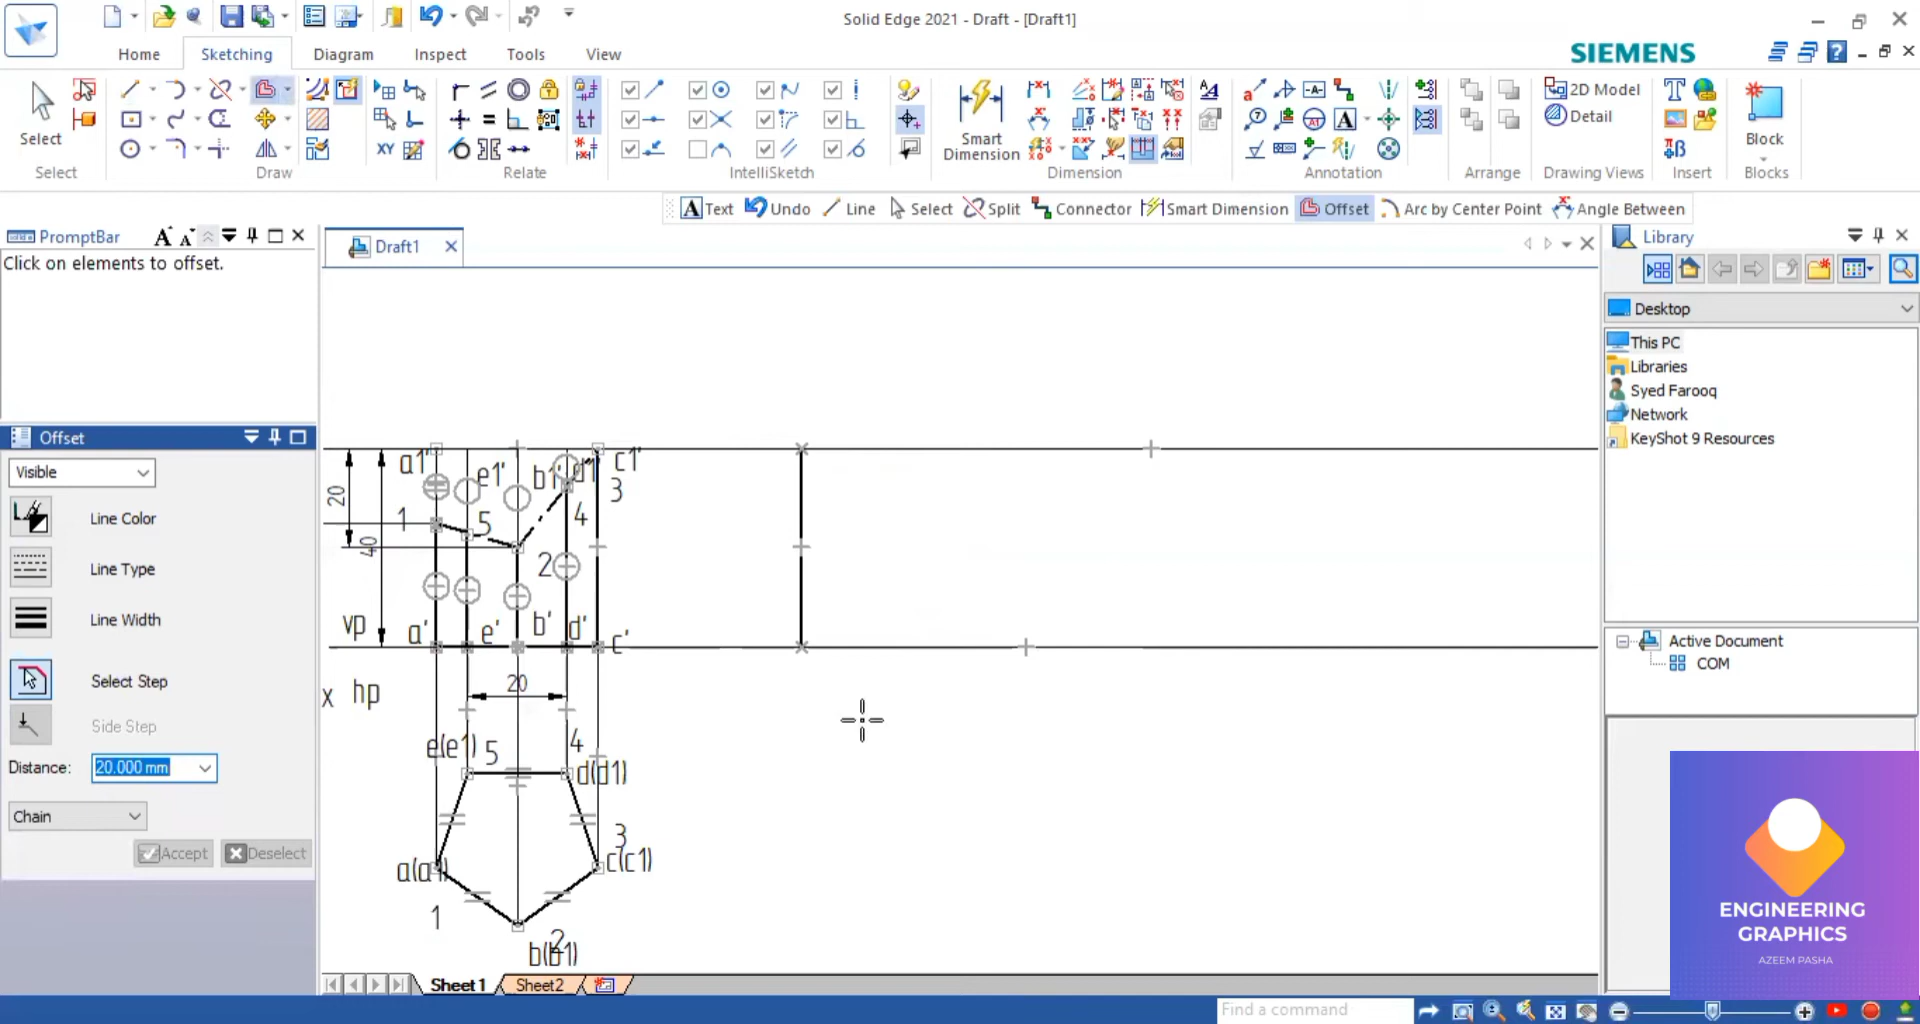 Solid Edge 2021 - Draft - [Draft1]
Home
Sketching
Diagram
Inspect
Tools
View
SIEMENS
Select
Smart
Dimension
2D Model
Detail
Block
Select
Draw
Relate
IntelliSketch
Dimension
Annotation
Arrange
Drawing Views
Insert
Blocks
XY
Text
Undo
Line
Select
Split
Connector
Smart Dimension
Offset
Arc by Center Point
Angle Between
PromptBar
Click on elements to offset.
Draft1
Library
Desktop
This PC
Libraries
Syed Farooq
Network
KeyShot 9 Resources
Active Document
COM
Offset
Visible
Line Color
Line Type
Line Width
Select Step
Side Step
Distance:
20.000 mm
Chain
Accept
Deselect
a1'
e1'
b1'
d1'
c1'
3
20
1
5
4
40
2
vp
a'
e'
b'
d'
c'
x
hp
20
e(e1)
5
4
d(d1)
3
a(a1)
c(c1)
1
2
b(b1)
Sheet1
Sheet2
Find a command
ENGINEERING
GRAPHICS
AZEEM PASHA